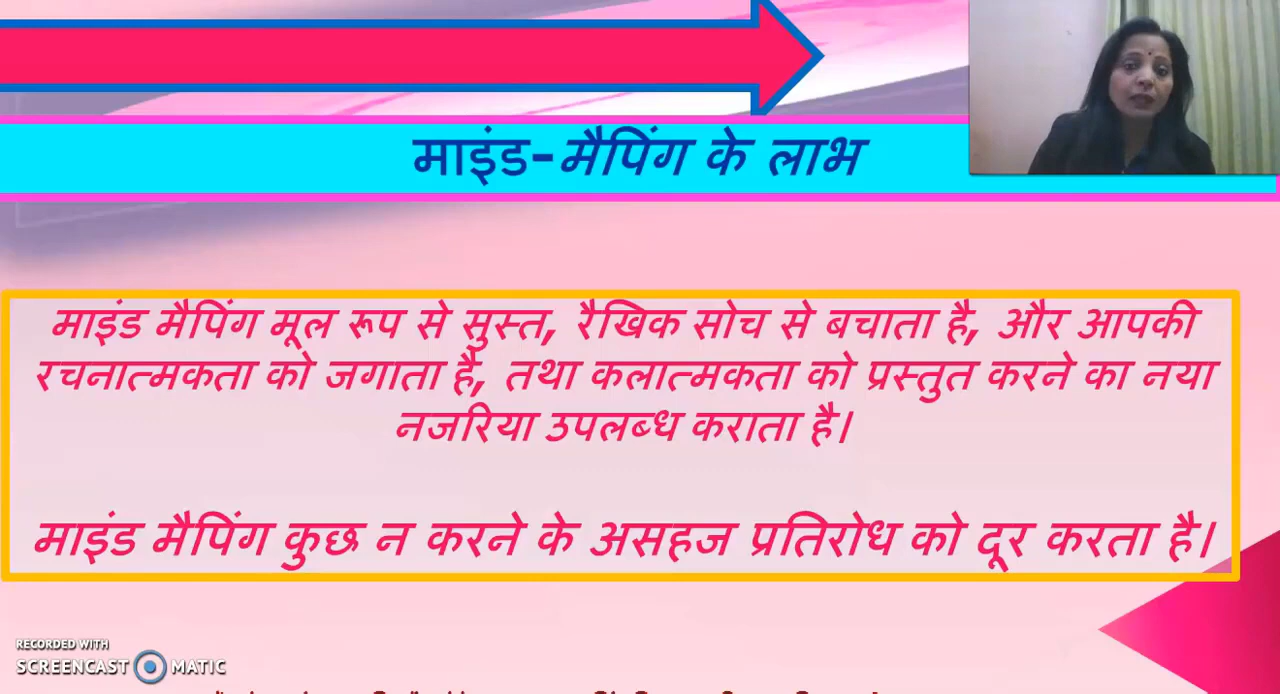 माइंड-मैपिंग के लाभ
माइंड मैपिंग मूल रूप से सुस्त, रैखिक सोच से बचाता है, और आपकी
रचनात्मकता को जगाता है, तथा कलात्मकता को प्रस्तुत करने का नया
नजरिया उपलब्ध कराता है।
माइंड मैपिंग कुछ न करने के असहज प्रतिरोध को दूर करता है।
RECORDED WITH
SCREENCAST MATIC